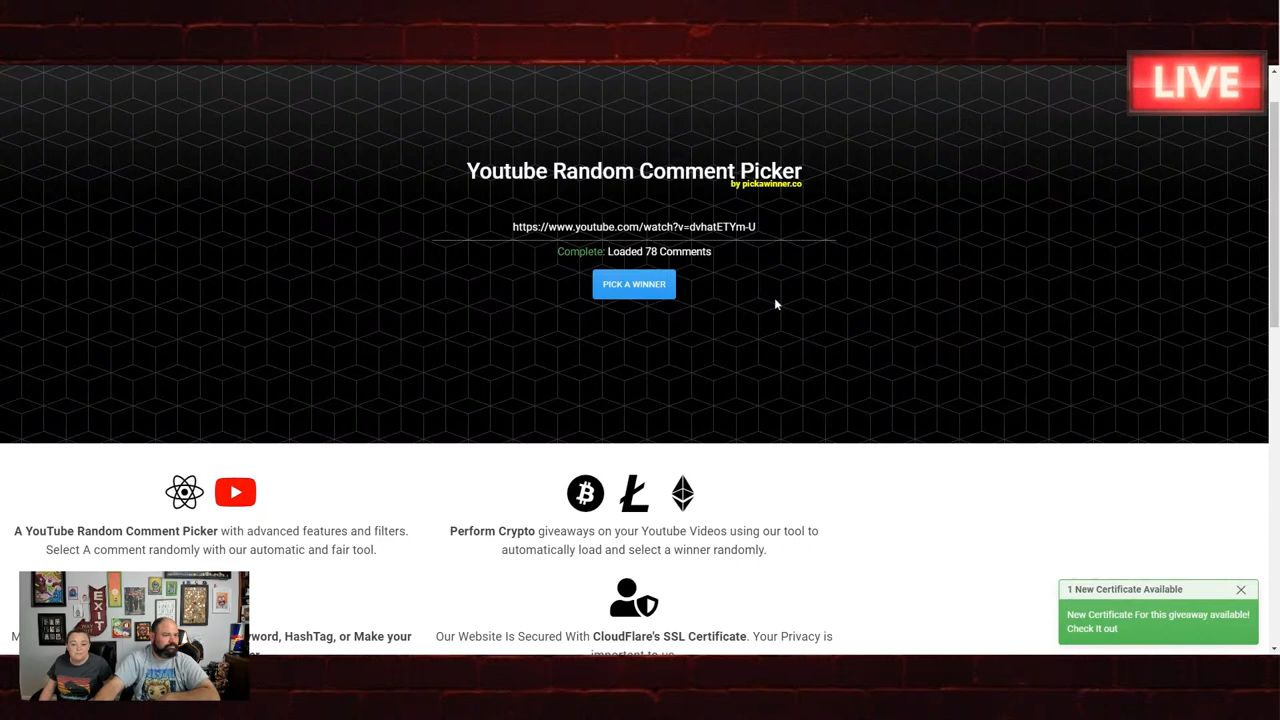 LIVE
Youtube Random Comment Picker
by pickawinner.co
https://www.youtube.com/watch?v=dvhatETYm-U
Complete: Loaded 78 Comments
PICK A WINNER
A YouTube Random Comment Picker with advanced features and filters.
Select A comment randomly with our automatic and fair tool.
Perform Crypto giveaways on your Youtube Videos using our tool to
automatically load and select a winner randomly.
HashTag, or Make your
Our Website Is Secured With CloudFlare's SSL Certificate. Your Privacy is
important to us.
1 New Certificate Available
New Certificate For this giveaway available!
Check It out
EXIT